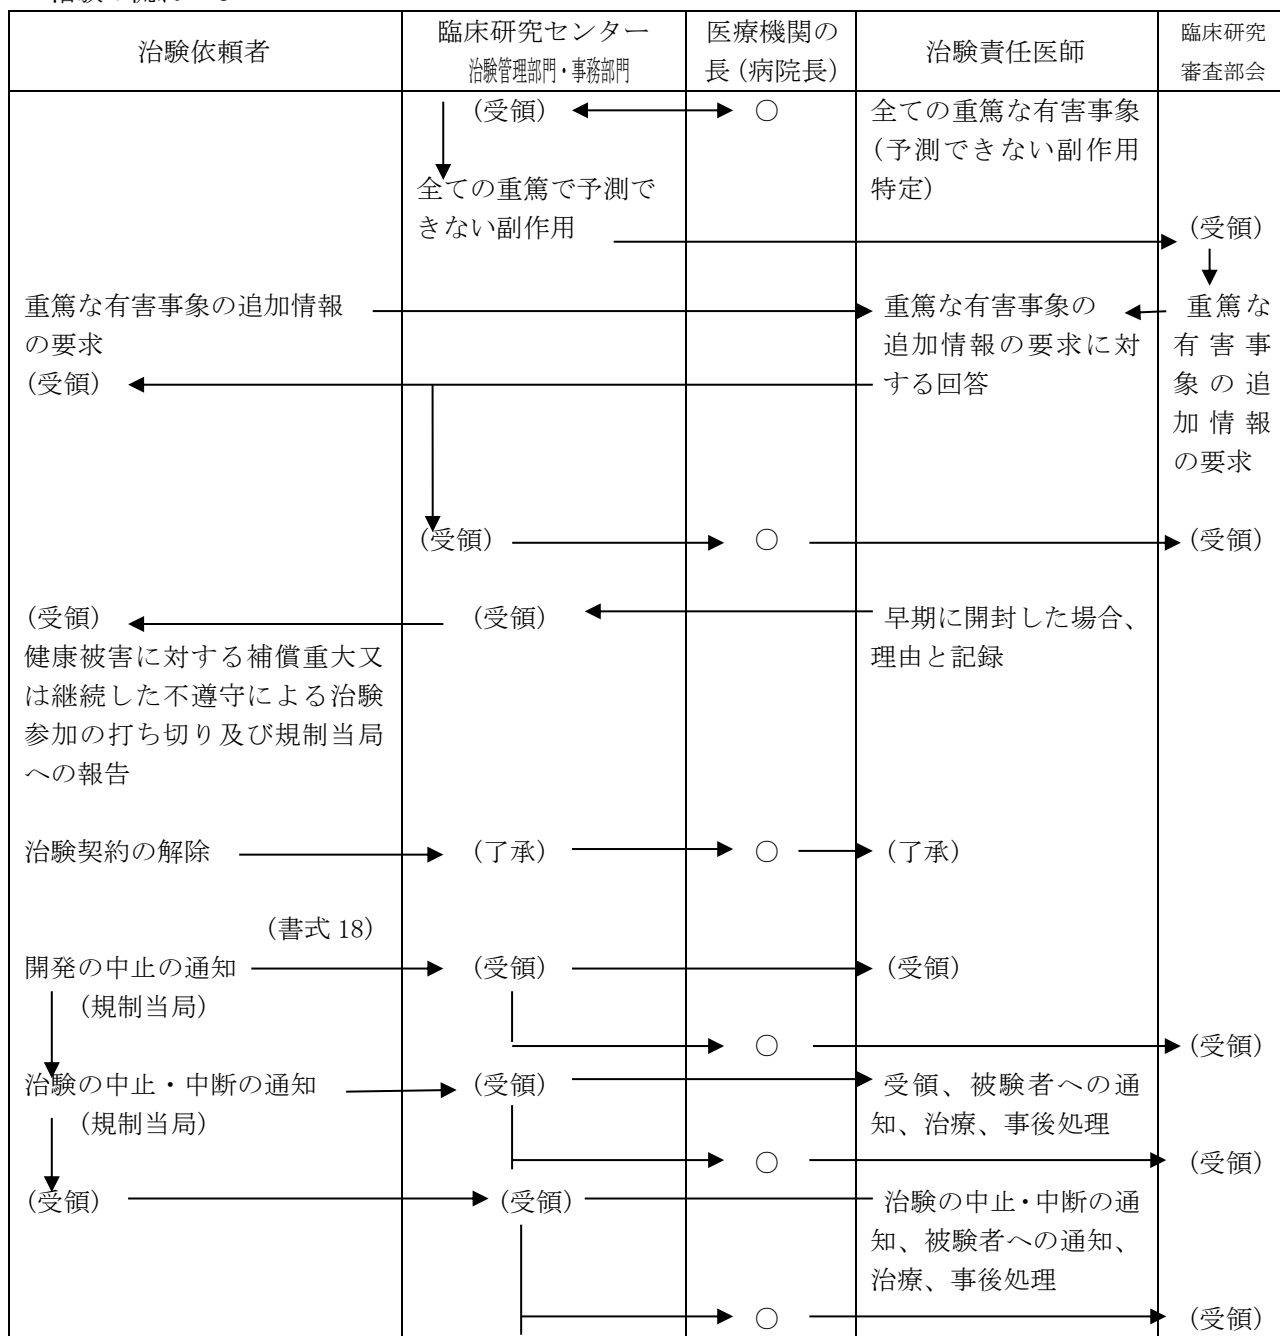 治験依頼者
臨床研究センター
治験管理部門・事務部門
医療機関の
長（病院長）
治験責任医師
臨床研究
審査部会
(受領)
○
全ての重篤な有害事象
（予測できない副作用
特定）
全ての重篤で予測で
きない副作用
(受領)
重篤な有害事象の追加情報
の要求
(受領)
重篤な有害事象の
追加情報の要求に対
する回答
重篤な
有害事
象の追
加情報
の要求
(受領)
○
(受領)
(受領)
(受領)
早期に開封した場合、
理由と記録
健康被害に対する補償重大又
は継続した不遵守による治験
参加の打ち切り及び規制当局
への報告
治験契約の解除
(了承)
○
(了承)
（書式 18）
開発の中止の通知
(受領)
(受領)
（規制当局）
○
(受領)
治験の中止・中断の通知
(受領)
受領、被験者への通
知、治療、事後処理
（規制当局）
○
(受領)
(受領)
(受領)
治験の中止・中断の通
知、被験者への通知、
治療、事後処理
○
(受領)